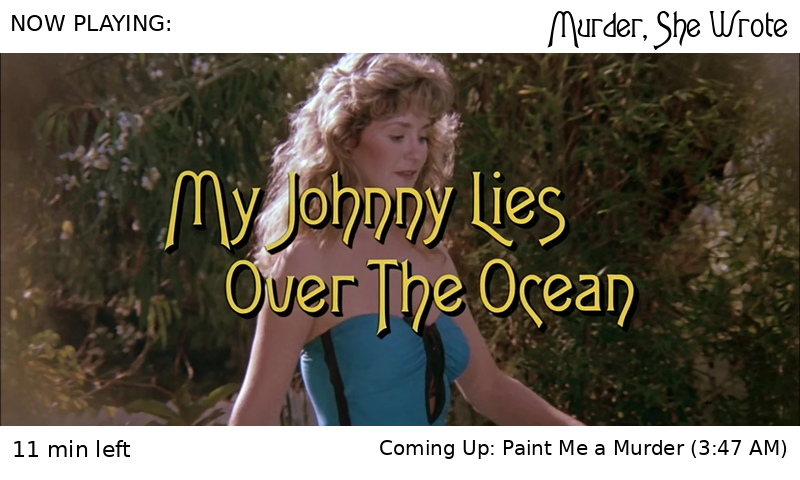 NOW PLAYING:
Murder, She Wrote
My Johnny Lies
Over The Ocean
11 min left
Coming Up: Paint Me a Murder (3:47 AM)